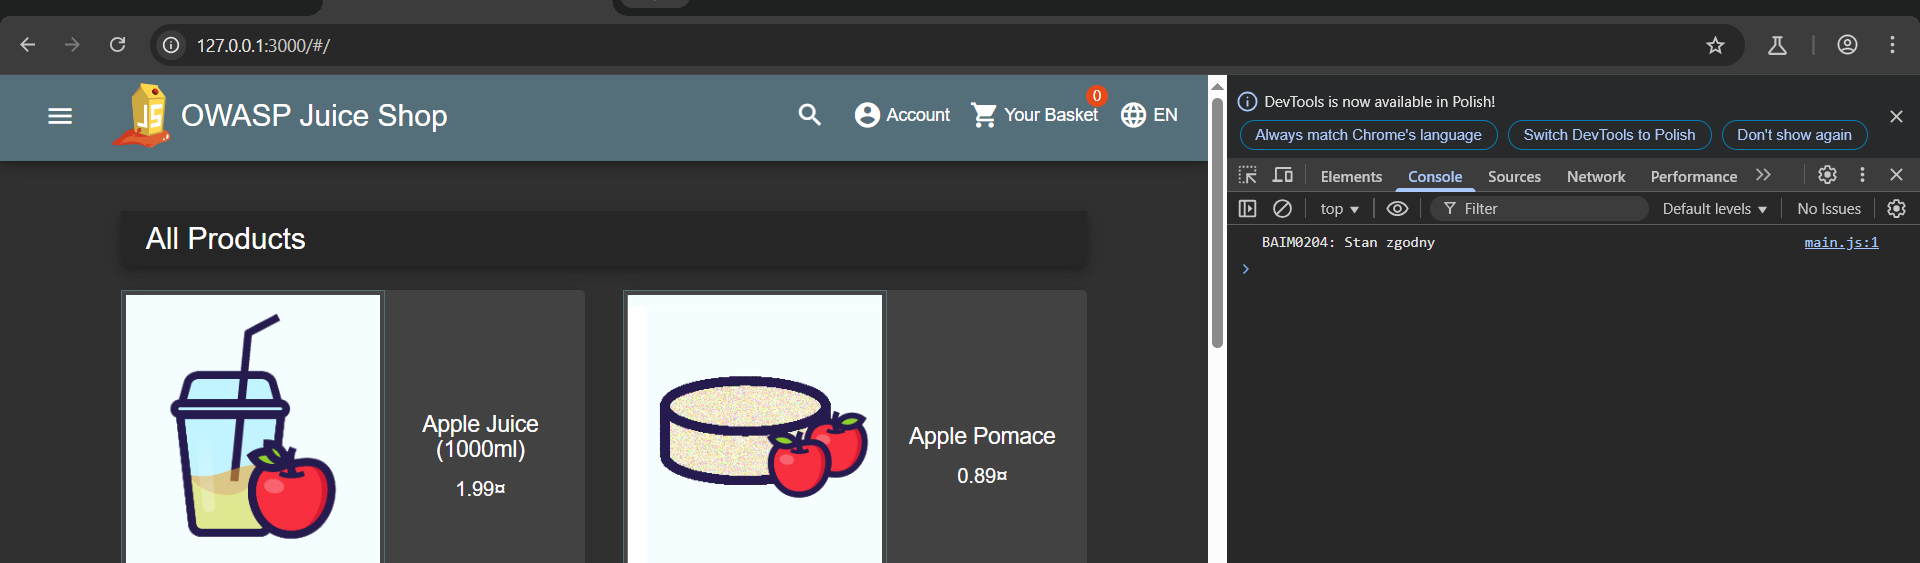 127.0.0.1:3000/#/
OWASP Juice Shop
Account
Your Basket
0
EN
All Products
Apple Juice
(1000ml)
1.99¤
Apple Pomace
0.89¤
DevTools is now available in Polish!
Always match Chrome's language
Switch DevTools to Polish
Don't show again
Elements
Console
Sources
Network
Performance
top
Filter
Default levels
No Issues
BAIM0204: Stan zgodny
main.js:1